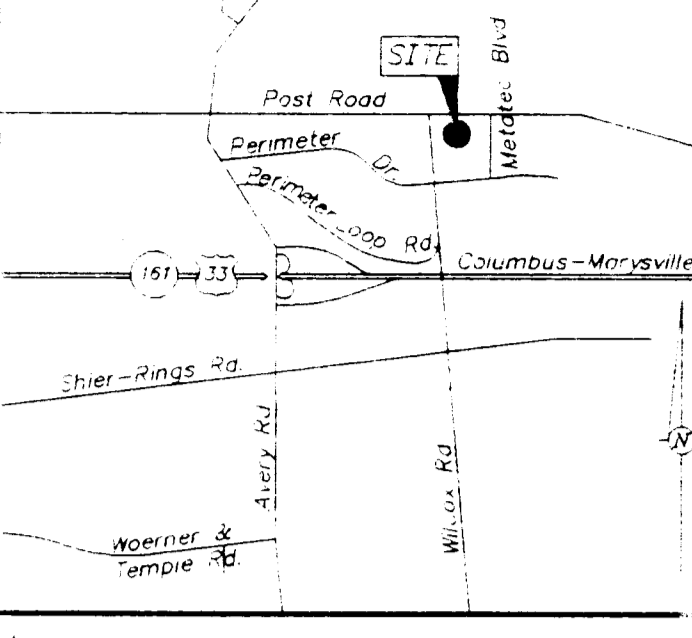 SITE
Metatec Blvd
Post Road
Perimeter Dr.
Perimeter Loop Rd.
161 33
Columbus-Marysville
Shier-Rings Rd.
N
Avery Rd
Wilcox Rd
Woerner &
Temple Rd.